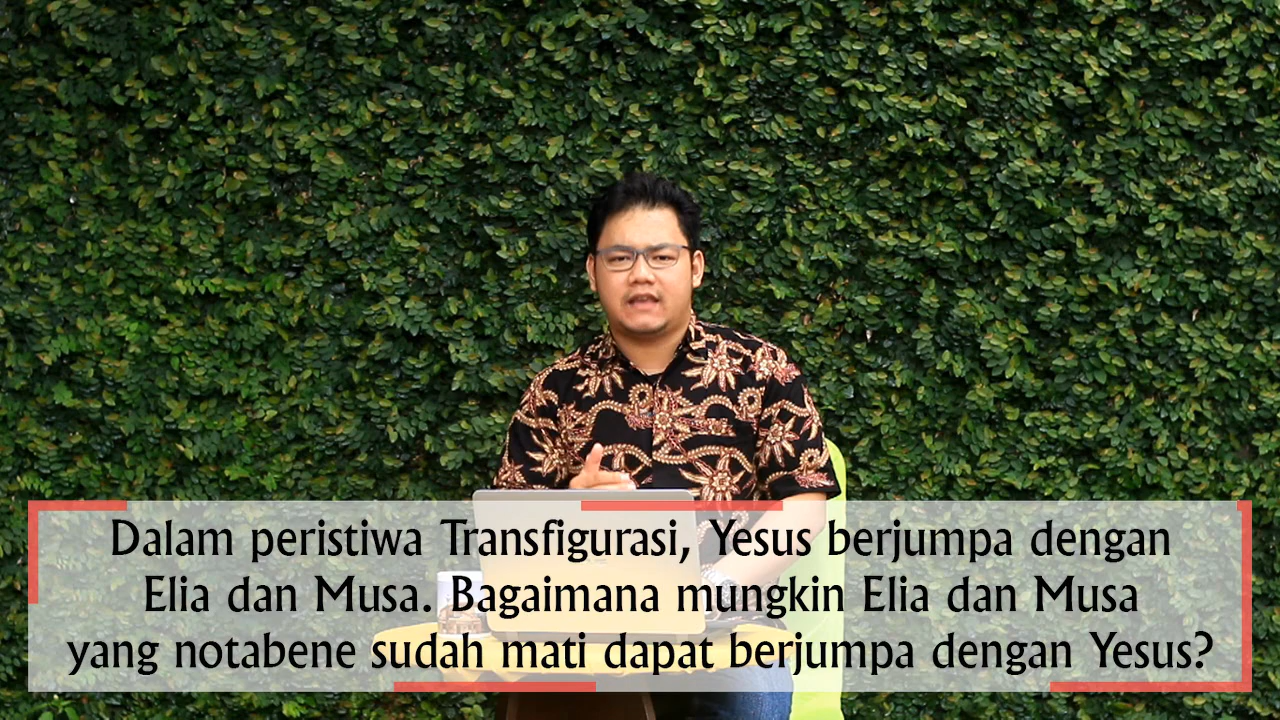 Dalam peristiwa Transfigurasi, Yesus berjumpa dengan
Elia dan Musa. Bagaimana mungkin Elia dan Musa
yang notabene sudah mati dapat berjumpa dengan Yesus?